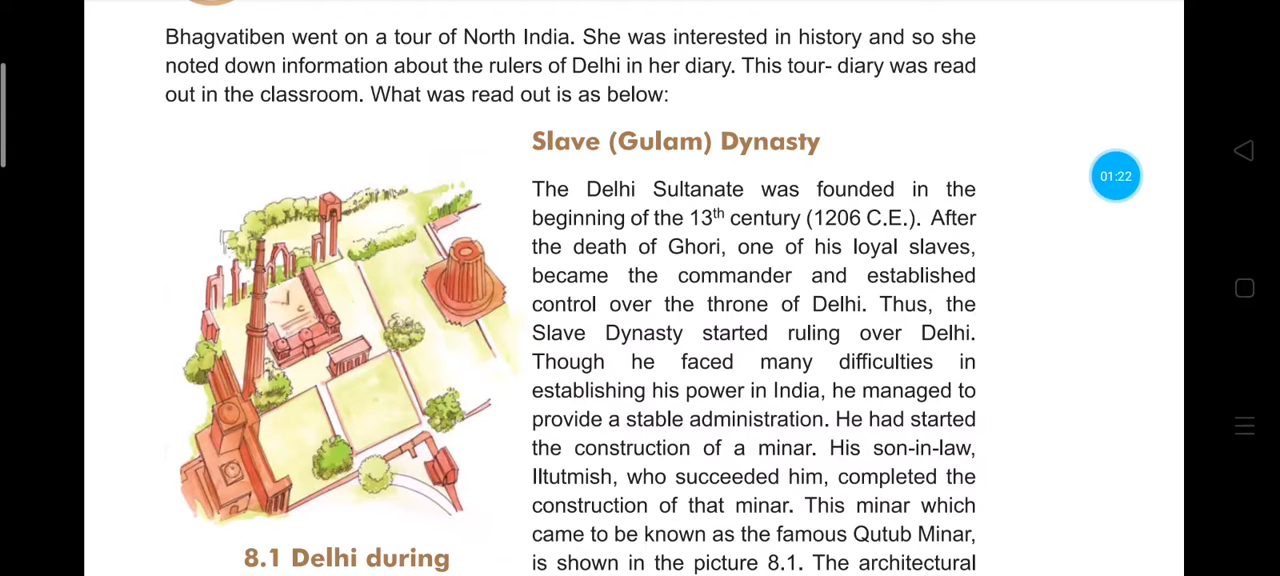 Bhagvatiben went on a tour of North India. She was interested in history and so she
noted down information about the rulers of Delhi in her diary. This tour- diary was read
out in the classroom. What was read out is as below:
Slave (Gulam) Dynasty
The Delhi Sultanate was founded in the
beginning of the 13th century (1206 C.E.). After
the death of Ghori, one of his loyal slaves,
became the commander and established
control over the throne of Delhi. Thus, the
Slave Dynasty started ruling over Delhi.
Though he faced many difficulties in
establishing his power in India, he managed to
provide a stable administration. He had started
the construction of a minar. His son-in-law,
Iltutmish, who succeeded him, completed the
construction of that minar. This minar which
came to be known as the famous Qutub Minar,
is shown in the picture 8.1. The architectural
8.1 Delhi during
01:22